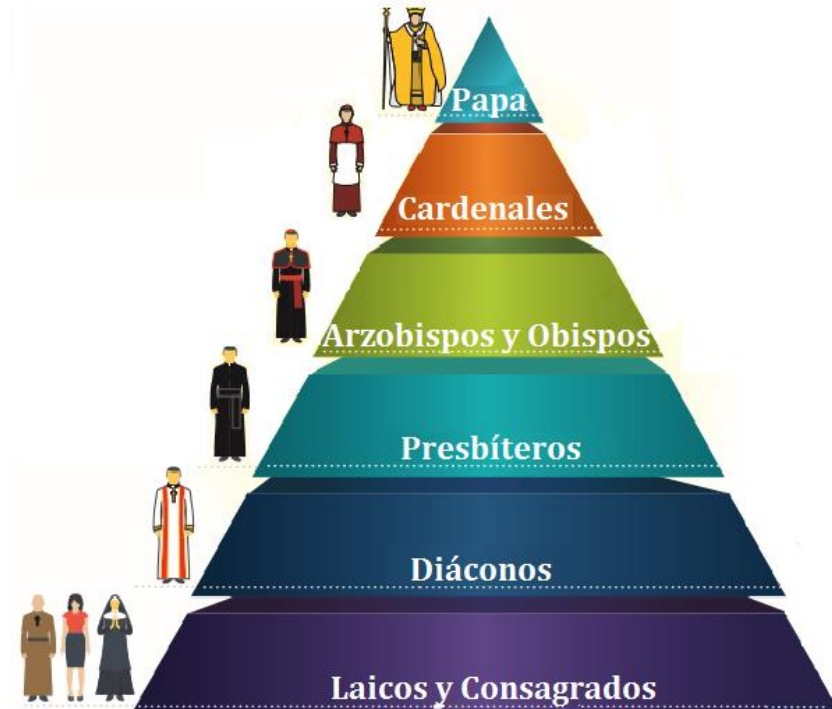 Papa
Cardenales
Arzobispos y Obispos
Presbíteros
Diáconos
Laicos y Consagrados